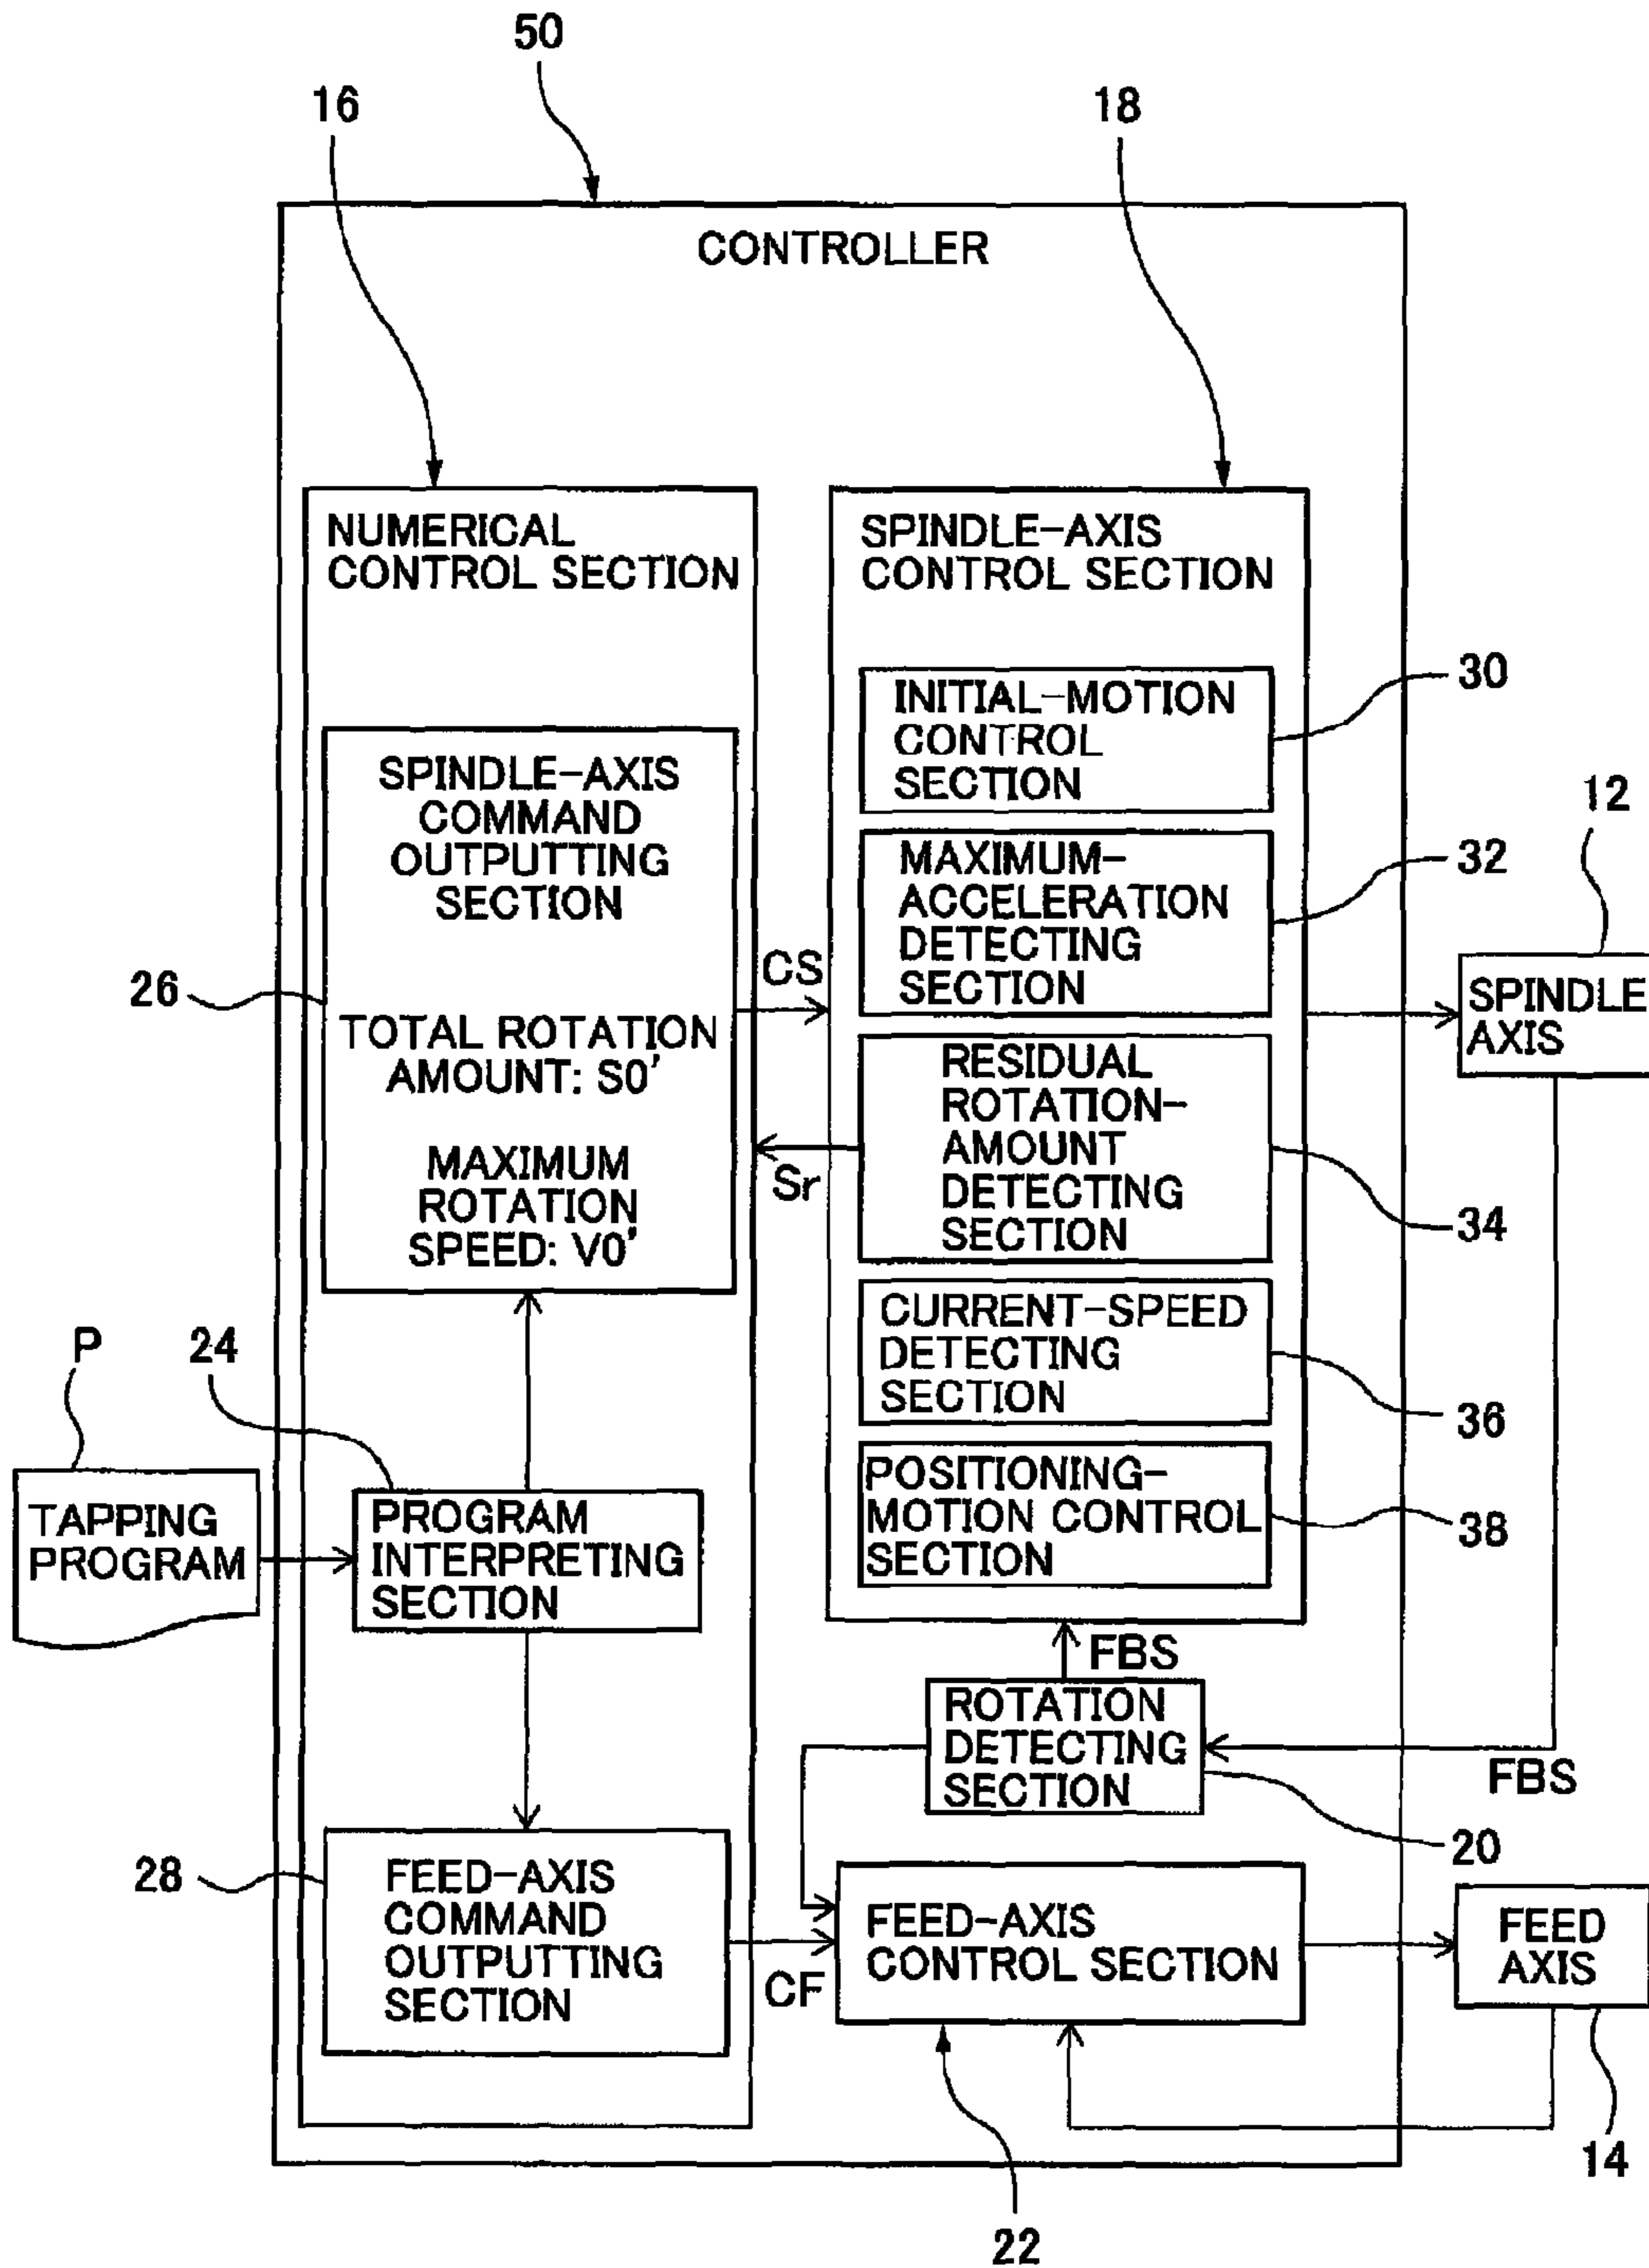 50
16
18
CONTROLLER
NUMERICAL
CONTROL SECTION
SPINDLE-AXIS
CONTROL SECTION
SPINDLE-AXIS
COMMAND
OUTPUTTING
SECTION
26
TOTAL ROTATION
AMOUNT: S0'
MAXIMUM
ROTATION
SPEED: V0'
CS
Sr
INITIAL-MOTION
CONTROL
SECTION
30
MAXIMUM-
ACCELERATION
DETECTING
SECTION
32
RESIDUAL
ROTATION-
AMOUNT
DETECTING
SECTION
34
CURRENT-SPEED
DETECTING
SECTION
36
POSITIONING-
MOTION CONTROL
SECTION
38
12
SPINDLE
AXIS
P
TAPPING
PROGRAM
24
PROGRAM
INTERPRETING
SECTION
FBS
ROTATION
DETECTING
SECTION
FBS
20
28
FEED-AXIS
COMMAND
OUTPUTTING
SECTION
CF
FEED-AXIS
CONTROL SECTION
FEED
AXIS
14
22